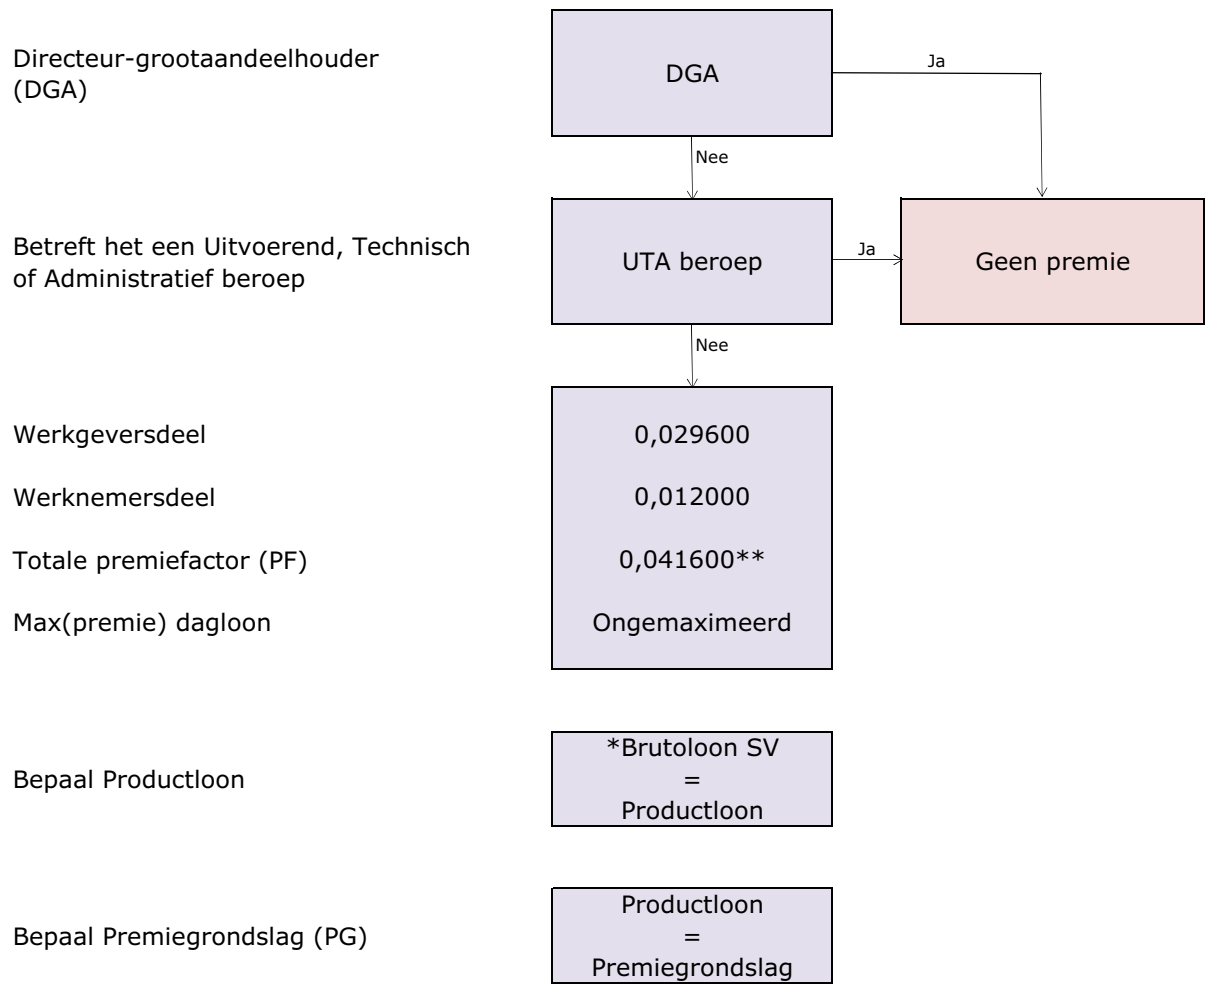 Directeur-grootaandeelhouder
(DGA)
DGA
Ja
Nee
Betreft het een Uitvoerend, Technisch
of Administratief beroep
UTA beroep
Ja
Geen premie
Nee
Werkgeversdeel
0,029600
Werknemersdeel
0,012000
Totale premiefactor (PF)
0,041600**
Max(premie) dagloon
Ongemaximeerd
Bepaal Productloon
*Brutoloon SV
=
Productloon
Bepaal Premiegrondslag (PG)
Productloon
=
Premiegrondslag